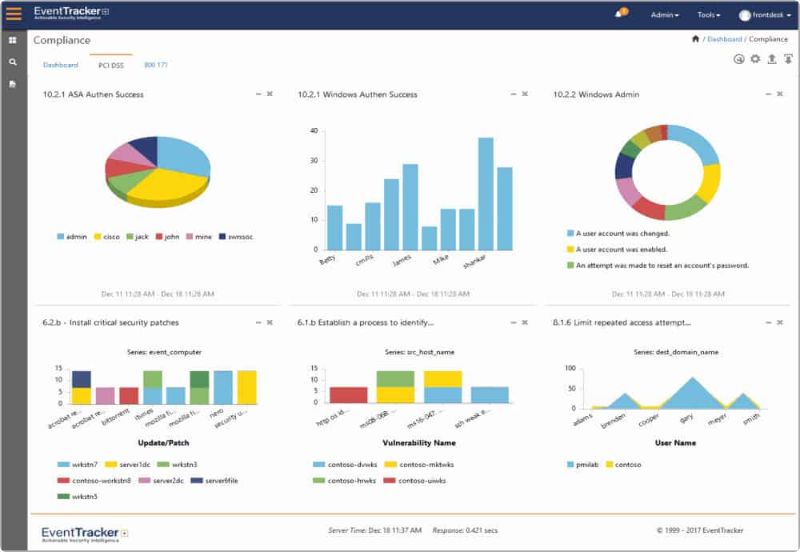 EventTracker
Actionable Security Intelligence
Admin
Tools
frontdesk
Compliance
/ Dashboard / Compliance
Dashboard
PCI DSS
800 171
10.2.1 ASA Authen Success
admin cisco jack john mine swnsoc
Dec 11 11:28 AM - Dec 18 11:28 AM
10.2.1 Windows Authen Success
40
30
20
10
0
Betty James Mike shankar
Dec 11 11:28 AM - Dec 18 11:28 AM
10.2.2 Windows Admin
A user account was changed.
A user account was enabled.
An attempt was made to reset an account's password.
Dec 11 11:28 AM - Dec 18 11:28 AM
6.2.b - Install critical security patches
Series: event_computer
15
10
5
0
acrobat re... acrobat re... bittorrent itunes mozilla fi... mozilla fi... nero security u...
Update/Patch
wrkstn7 server1dc wrkstn3
contoso-workstn8 server2dc server6file
wrkstn5
6.1.b Establish a process to identify...
Series: src_host_name
15
10
5
0
http os id... ms08-068:... ms16-047... ssh weak e...
Vulnerability Name
contoso-dvwks contoso-mktwks
contoso-hrwks contoso-uiwks
8.1.6 Limit repeated access attempt...
Series: dest_domain_name
100
50
0
adams brenden cooper gary meyer smith
User Name
pmilab contoso
EventTracker
Actionable Security Intelligence
Server Time: Dec 18 11:37 AM Response: 0.421 secs
© 1999 - 2017 EventTracker